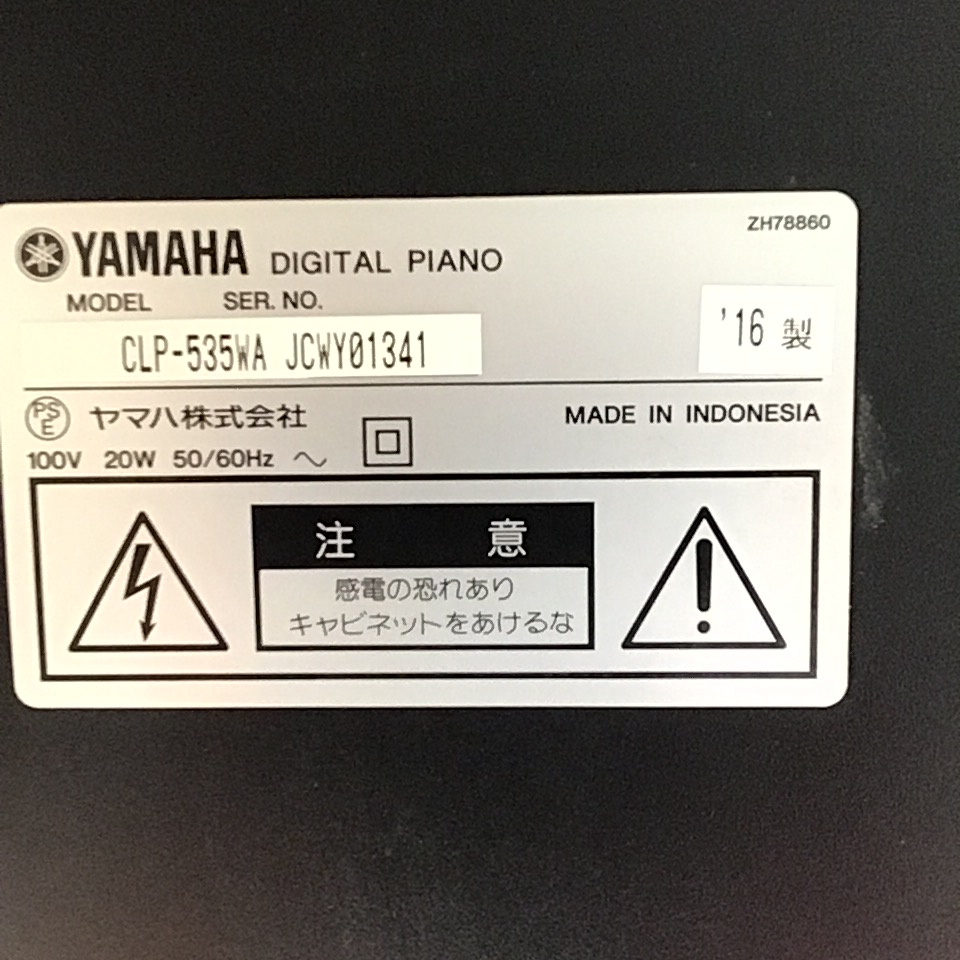 ZH78860
YAMAHA DIGITAL PIANO
MODEL SER. NO.
CLP-535WA JCWY01341
'16 製
PSE ヤマハ株式会社
MADE IN INDONESIA
100V 20W 50/60Hz ～
注意
感電の恐れあり
キャビネットをあけるな